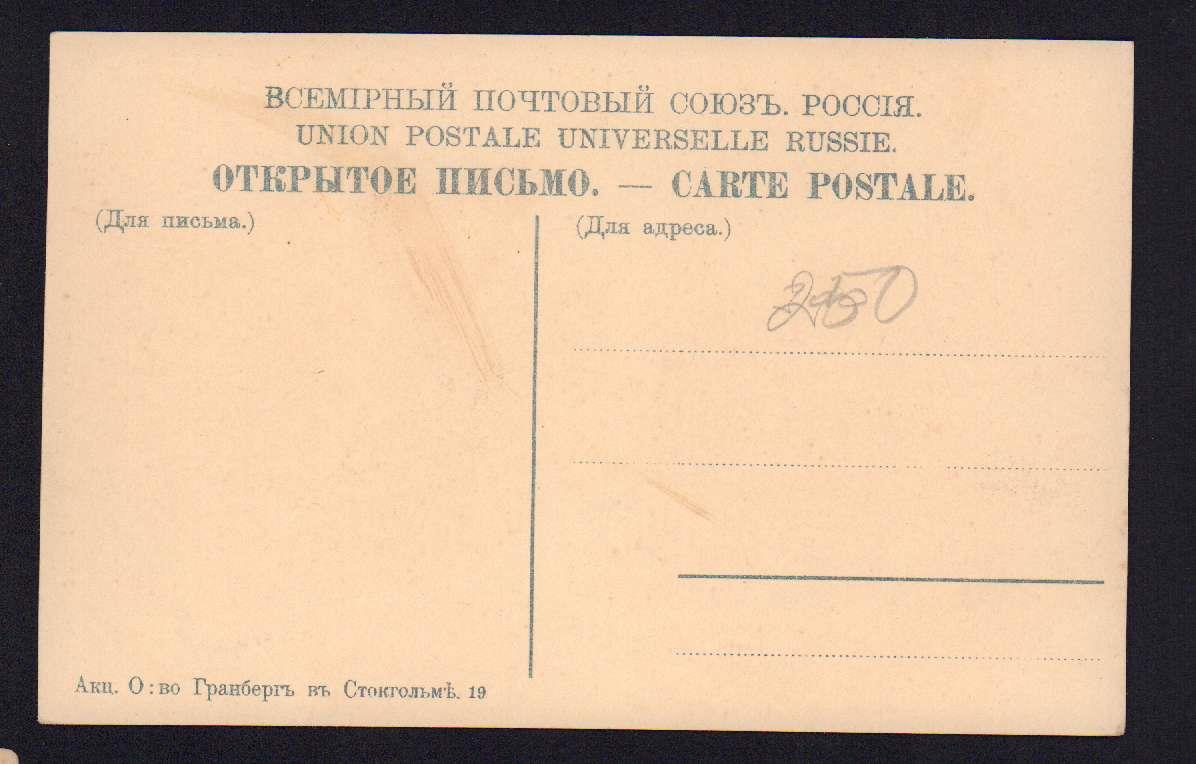 ВСЕМІРНЫЙ ПОЧТОВЫЙ СОЮЗЪ. РОССІЯ.
UNION POSTALE UNIVERSELLE RUSSIE.
ОТКРЫТОЕ ПИСЬМО. — CARTE POSTALE.
(Для письма.)
(Для адреса.)
250
Акц. О:во Гранбергъ въ Стокгольмѣ. 19